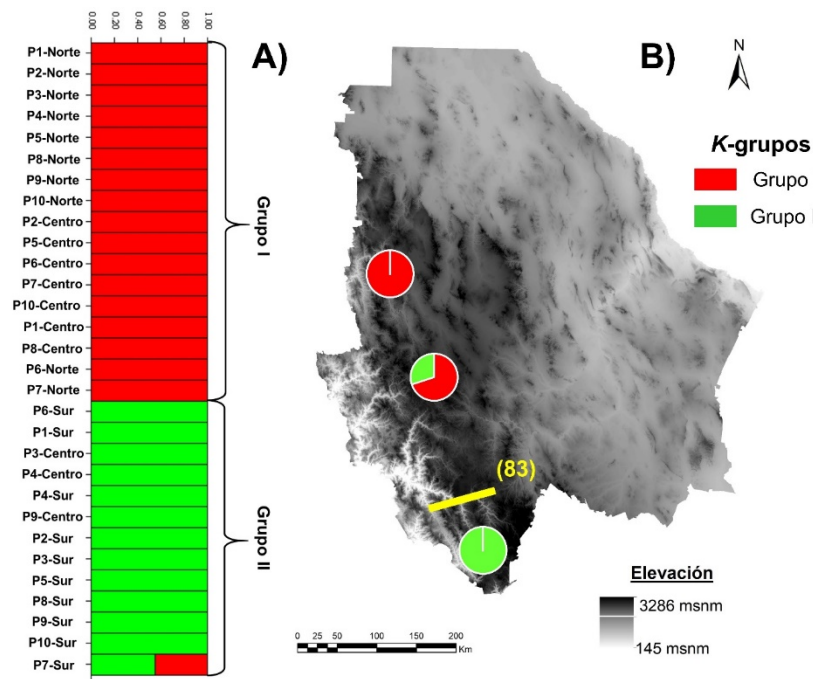 0.00 0.20 0.40 0.60 0.80 1.00
P1-Norte
P2-Norte
P3-Norte
P4-Norte
P5-Norte
P8-Norte
P9-Norte
P10-Norte
P2-Centro
P5-Centro
P6-Centro
P7-Centro
P10-Centro
P1-Centro
P8-Centro
P6-Norte
P7-Norte
P6-Sur
P1-Sur
P3-Centro
P4-Centro
P4-Sur
P9-Centro
P2-Sur
P3-Sur
P5-Sur
P8-Sur
P9-Sur
P10-Sur
P7-Sur
Grupo I
Grupo II
A)
B)
N
K-grupos
Grupo
Grupo
(83)
Elevación
3286 msnm
145 msnm
0 25 50 100 150 200
Km